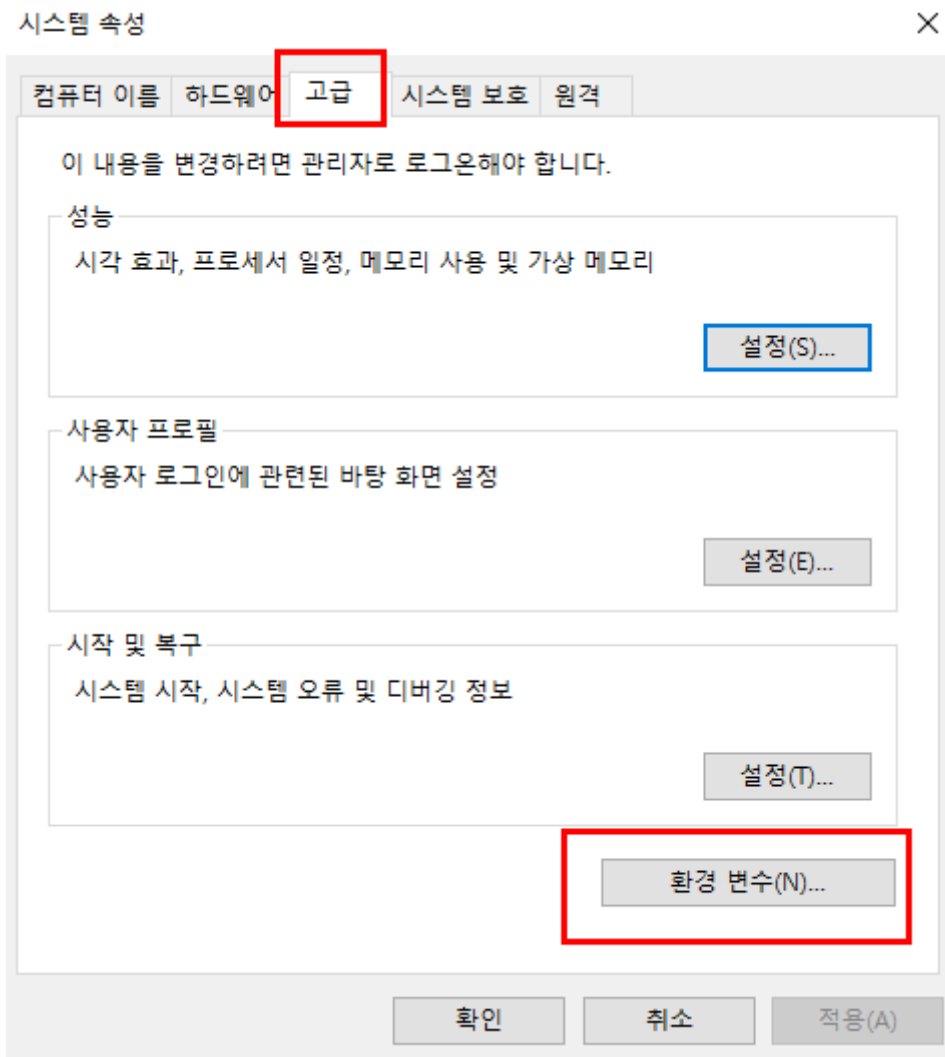 시스템 속성
컴퓨터 이름 하드웨어 고급 시스템 보호 원격
이 내용을 변경하려면 관리자로 로그온해야 합니다.
성능
시각 효과, 프로세서 일정, 메모리 사용 및 가상 메모리
설정(S)...
사용자 프로필
사용자 로그인에 관련된 바탕 화면 설정
설정(E)...
시작 및 복구
시스템 시작, 시스템 오류 및 디버깅 정보
설정(T)...
환경 변수(N)...
확인 취소 적용(A)